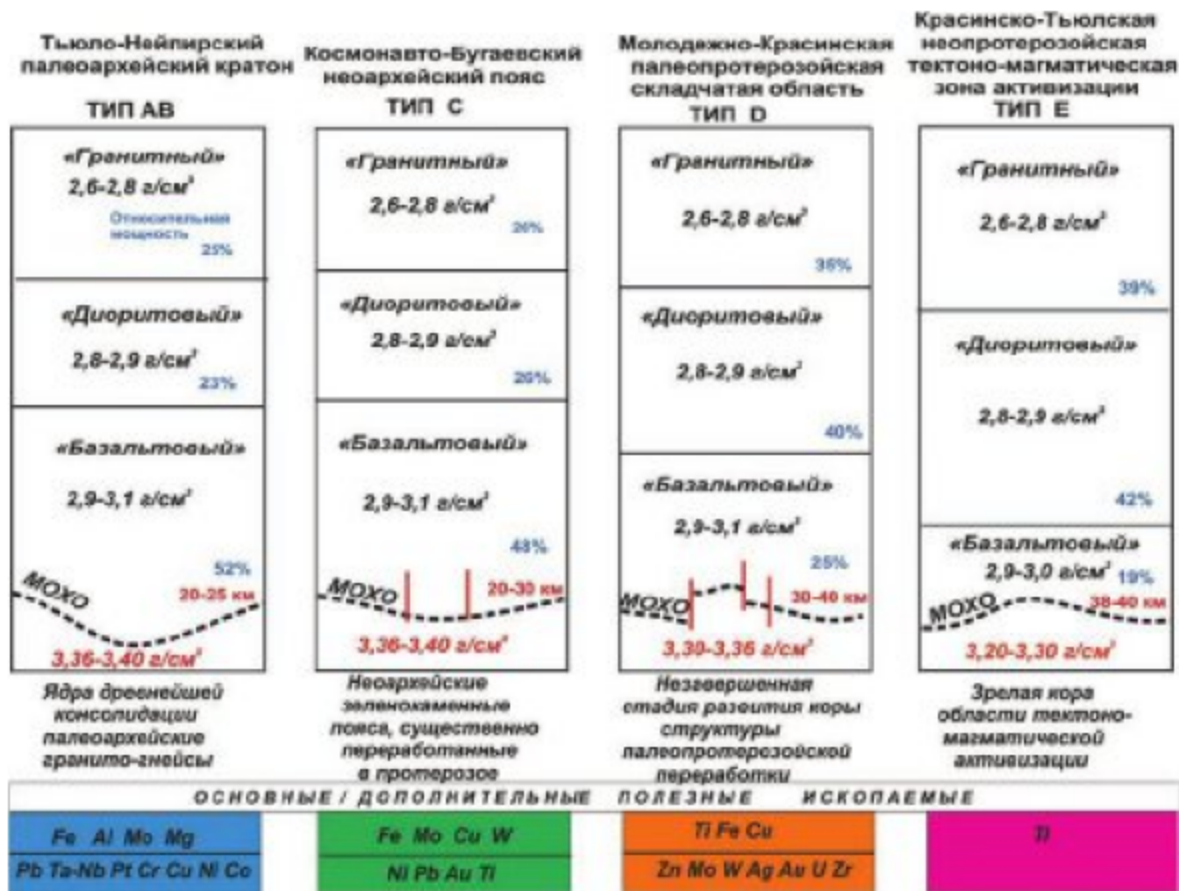 Тьюло-Нейпирский
палеоархейский кратон
ТИП АВ
«Гранитный»
2,6-2,8 г/см³
Относительная
мощность
25%
«Диоритовый»
2,8-2,9 г/см³
23%
«Базальтовый»
2,9-3,1 г/см³
52%
МОХО
20-25 км
3,36-3,40 г/см³
Ядра древнейшей
консолидации
палеоархейские
гранито-гнейсы
Космонавто-Бугаевский
неоархейский пояс
ТИП С
«Гранитный»
2,6-2,8 г/см³
26%
«Диоритовый»
2,8-2,9 г/см³
26%
«Базальтовый»
2,9-3,1 г/см³
48%
МОХО
20-30 км
3,36-3,40 г/см³
Неоархейские
зеленокаменные
пояса, существенно
переработанные
в протерозое
Молодежно-Красинская
палеопротерозойская
складчатая область
ТИП D
«Гранитный»
2,6-2,8 г/см³
35%
«Диоритовый»
2,8-2,9 г/см³
40%
«Базальтовый»
2,9-3,1 г/см³
25%
МОХО
30-40 км
3,30-3,36 г/см³
Незавершенная
стадия развития коры
структуры
палеопротерозойской
переработки
Красинско-Тьюлская
неопротерозойская
тектоно-магматическая
зона активизации
ТИП Е
«Гранитный»
2,6-2,8 г/см³
39%
«Диоритовый»
2,8-2,9 г/см³
42%
«Базальтовый»
2,9-3,0 г/см³ 19%
МОХО
38-40 км
3,20-3,30 г/см³
Зрелая кора
области тектоно-
магматической
активизации
ОСНОВНЫЕ / ДОПОЛНИТЕЛЬНЫЕ ПОЛЕЗНЫЕ ИСКОПАЕМЫЕ
Fe Al Mo Mg
Pb Ta-Nb Pt Cr Cu Ni Co
Fe Mo Cu W
Ni Pb Au Ti
Ti Fe Cu
Zn Mo W Ag Au U Zr
Ti